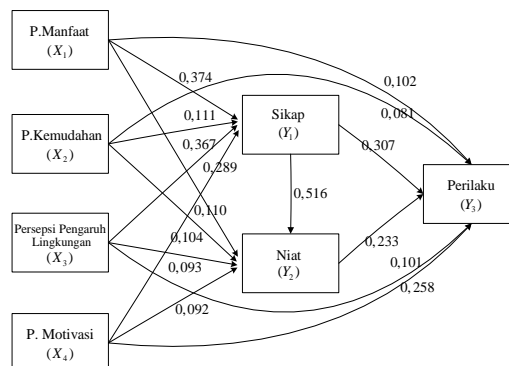 P.Manfaat
(X₁)
0,102
0,374
P.Kemudahan
(X₂)
0,111
Sikap
(Y₁)
0,081
0,367
0,289
0,307
Perilaku
(Y₃)
0,516
Persepsi Pengaruh
Lingkungan
(X₃)
0,110
0,104
0,093
Niat
(Y₂)
0,233
0,101
0,258
0,092
P. Motivasi
(X₄)